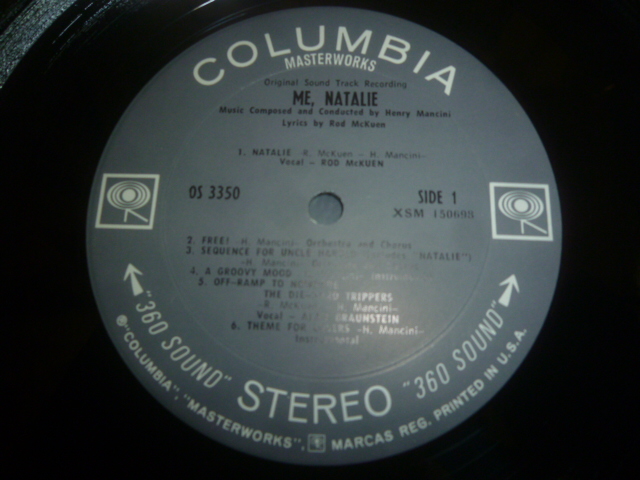 COLUMBIA
MASTERWORKS
Original Sound Track Recording
ME, NATALIE
Music Composed and Conducted by Henry Mancini
Lyrics by Rod McKuen
1. NATALIE -R. McKuen - H. Mancini-
Vocal - ROD McKUEN
OS 3350
SIDE 1
XSM 150693
2. FREE! -H. Mancini- Orchestra and Chorus
3. SEQUENCE FOR UNCLE "NATALIE")
-H. Mancini-
4. A GROOVY MOOD
5. OFF-RAMP TO
THE TRIPPERS
-R. H. Mancini-
Vocal - BRAUNSTEIN
6. THEME FOR -H. Mancini-
"360 SOUND" STEREO "360 SOUND"
℗"COLUMBIA", "MASTERWORKS", MARCAS REG. PRINTED IN U.S.A.